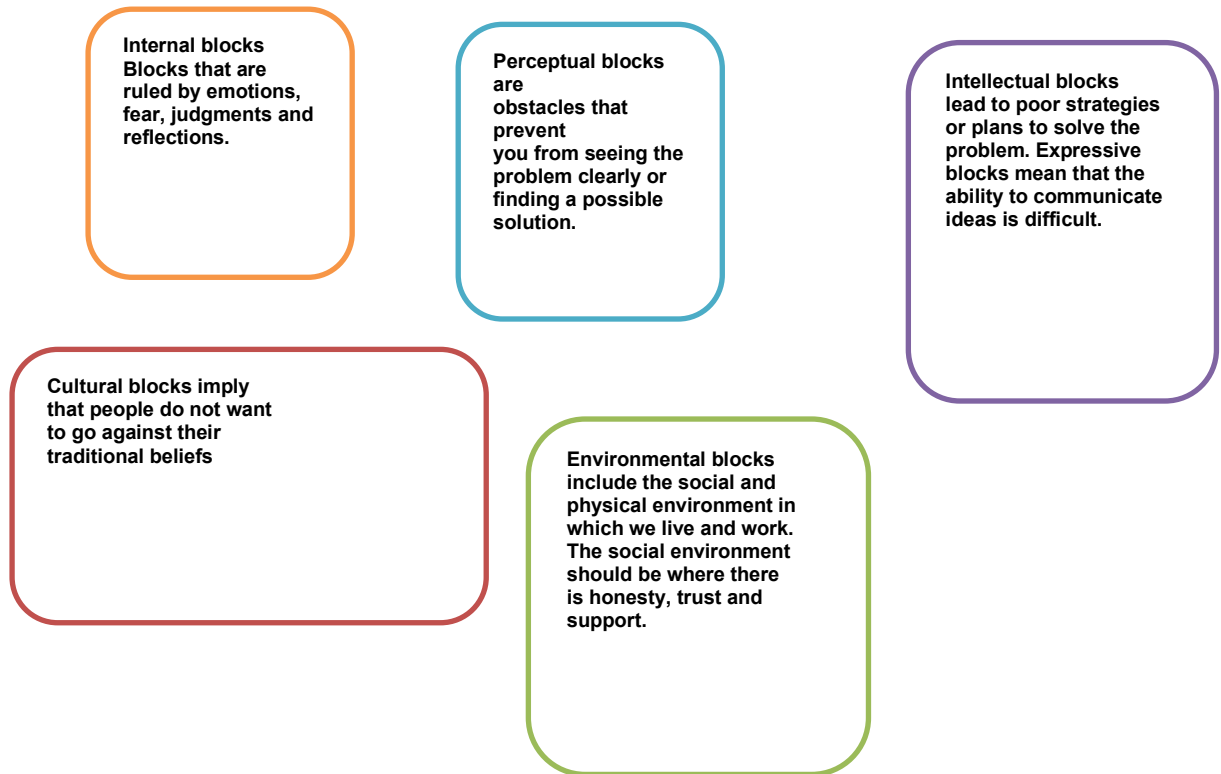 Internal blocks
Blocks that are
ruled by emotions,
fear, judgments and
reflections.
Perceptual blocks
are
obstacles that
prevent
you from seeing the
problem clearly or
finding a possible
solution.
Intellectual blocks
lead to poor strategies
or plans to solve the
problem. Expressive
blocks mean that the
ability to communicate
ideas is difficult.
Cultural blocks imply
that people do not want
to go against their
traditional beliefs
Environmental blocks
include the social and
physical environment in
which we live and work.
The social environment
should be where there
is honesty, trust and
support.